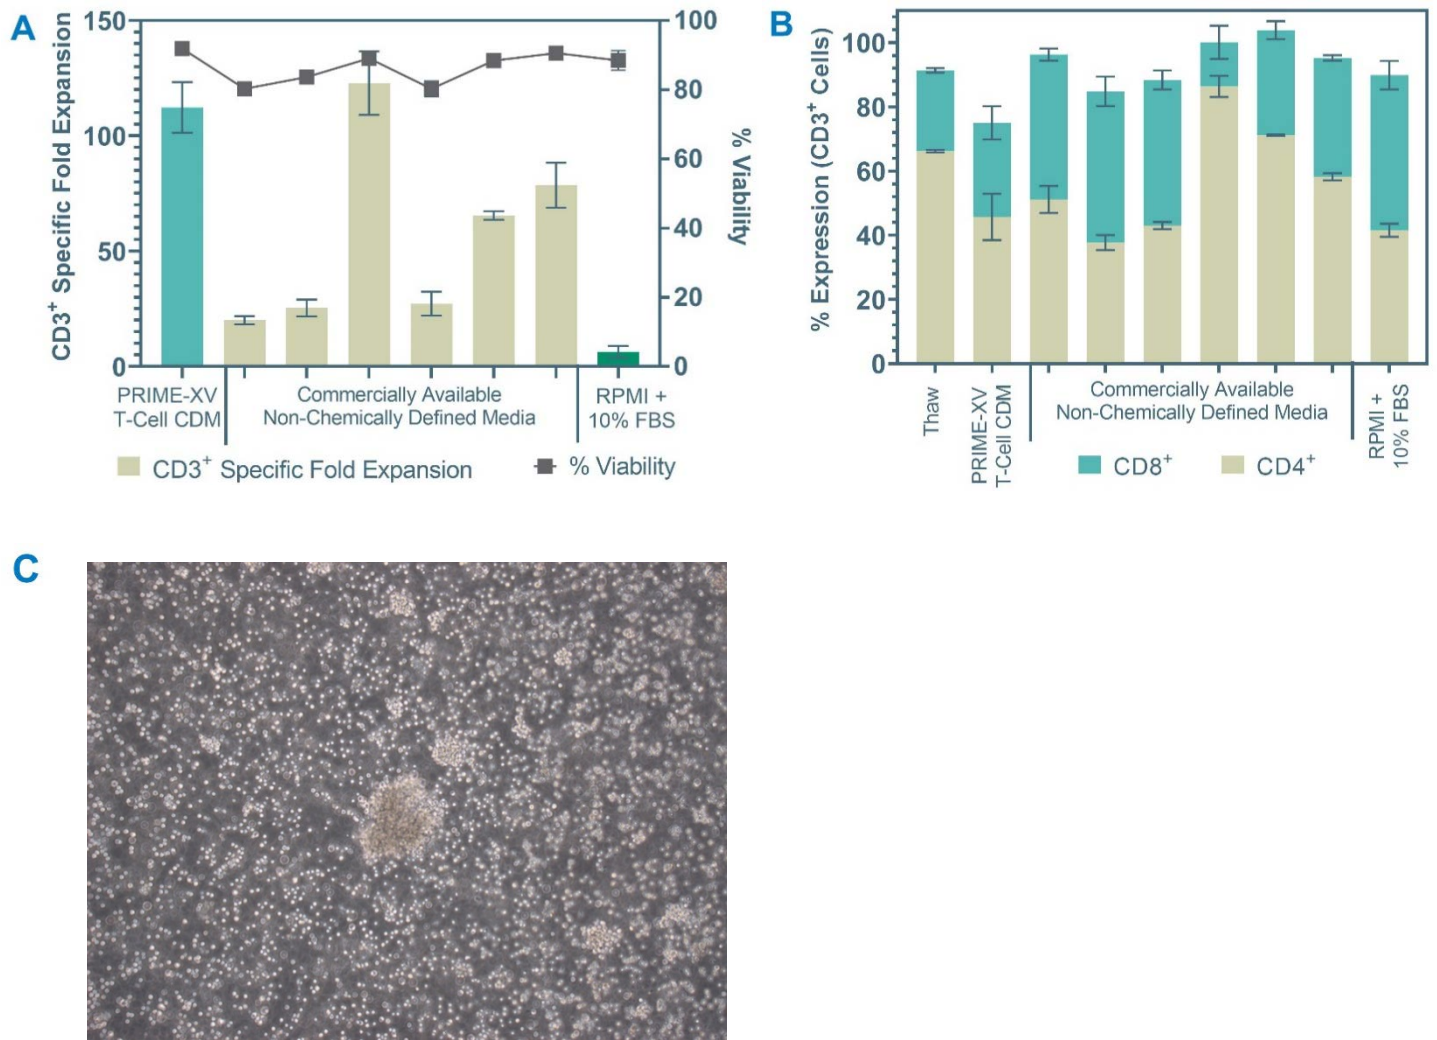 A
CD3+ Specific Fold Expansion
150
100
50
0
100
80
60
40
20
0
% Viability
PRIME-XV
T-Cell CDM
Commercially Available
Non-Chemically Defined Media
RPMI +
10% FBS
CD3+ Specific Fold Expansion
% Viability
B
% Expression (CD3+ Cells)
100
80
60
40
20
0
Thaw
PRIME-XV
T-Cell CDM
Commercially Available
Non-Chemically Defined Media
RPMI +
10% FBS
CD8+
CD4+
C